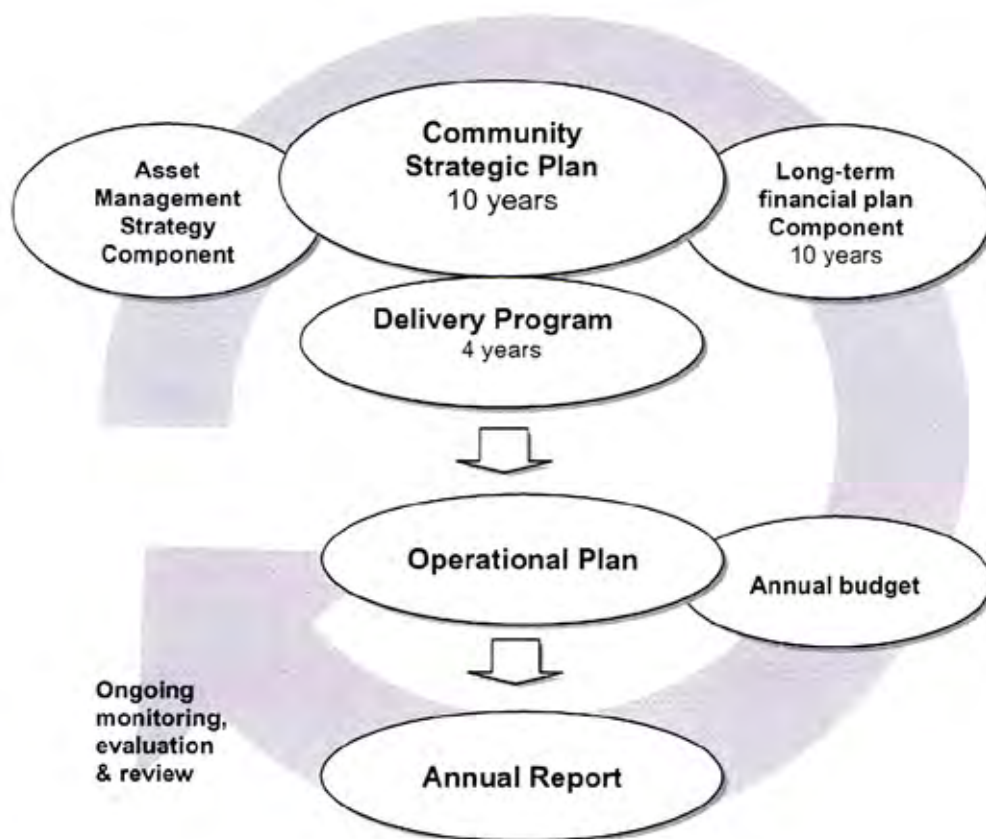 Community
Strategic Plan
10 years
Asset
Management
Strategy
Component
Long-term
financial plan
Component
10 years
Delivery Program
4 years
Operational Plan
Annual budget
Ongoing
monitoring,
evaluation
& review
Annual Report